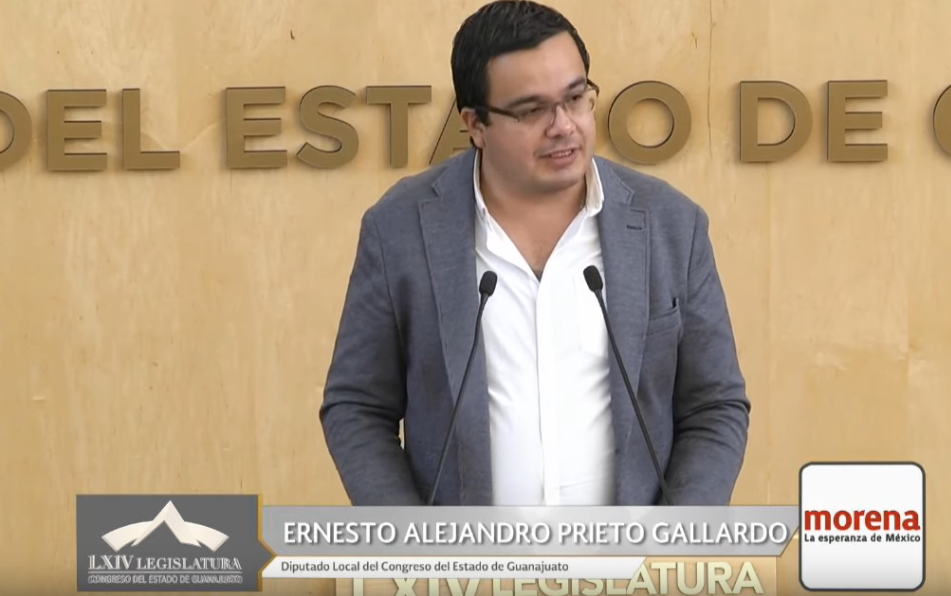 DEL ESTADO DE G
ERNESTO ALEJANDRO PRIETO GALLARDO
Diputado Local del Congreso del Estado de Guanajuato
LXIV LEGISLATURA
CONGRESO DEL ESTADO DE GUANAJUATO
morena
La esperanza de México
LXIV LEGISLATURA